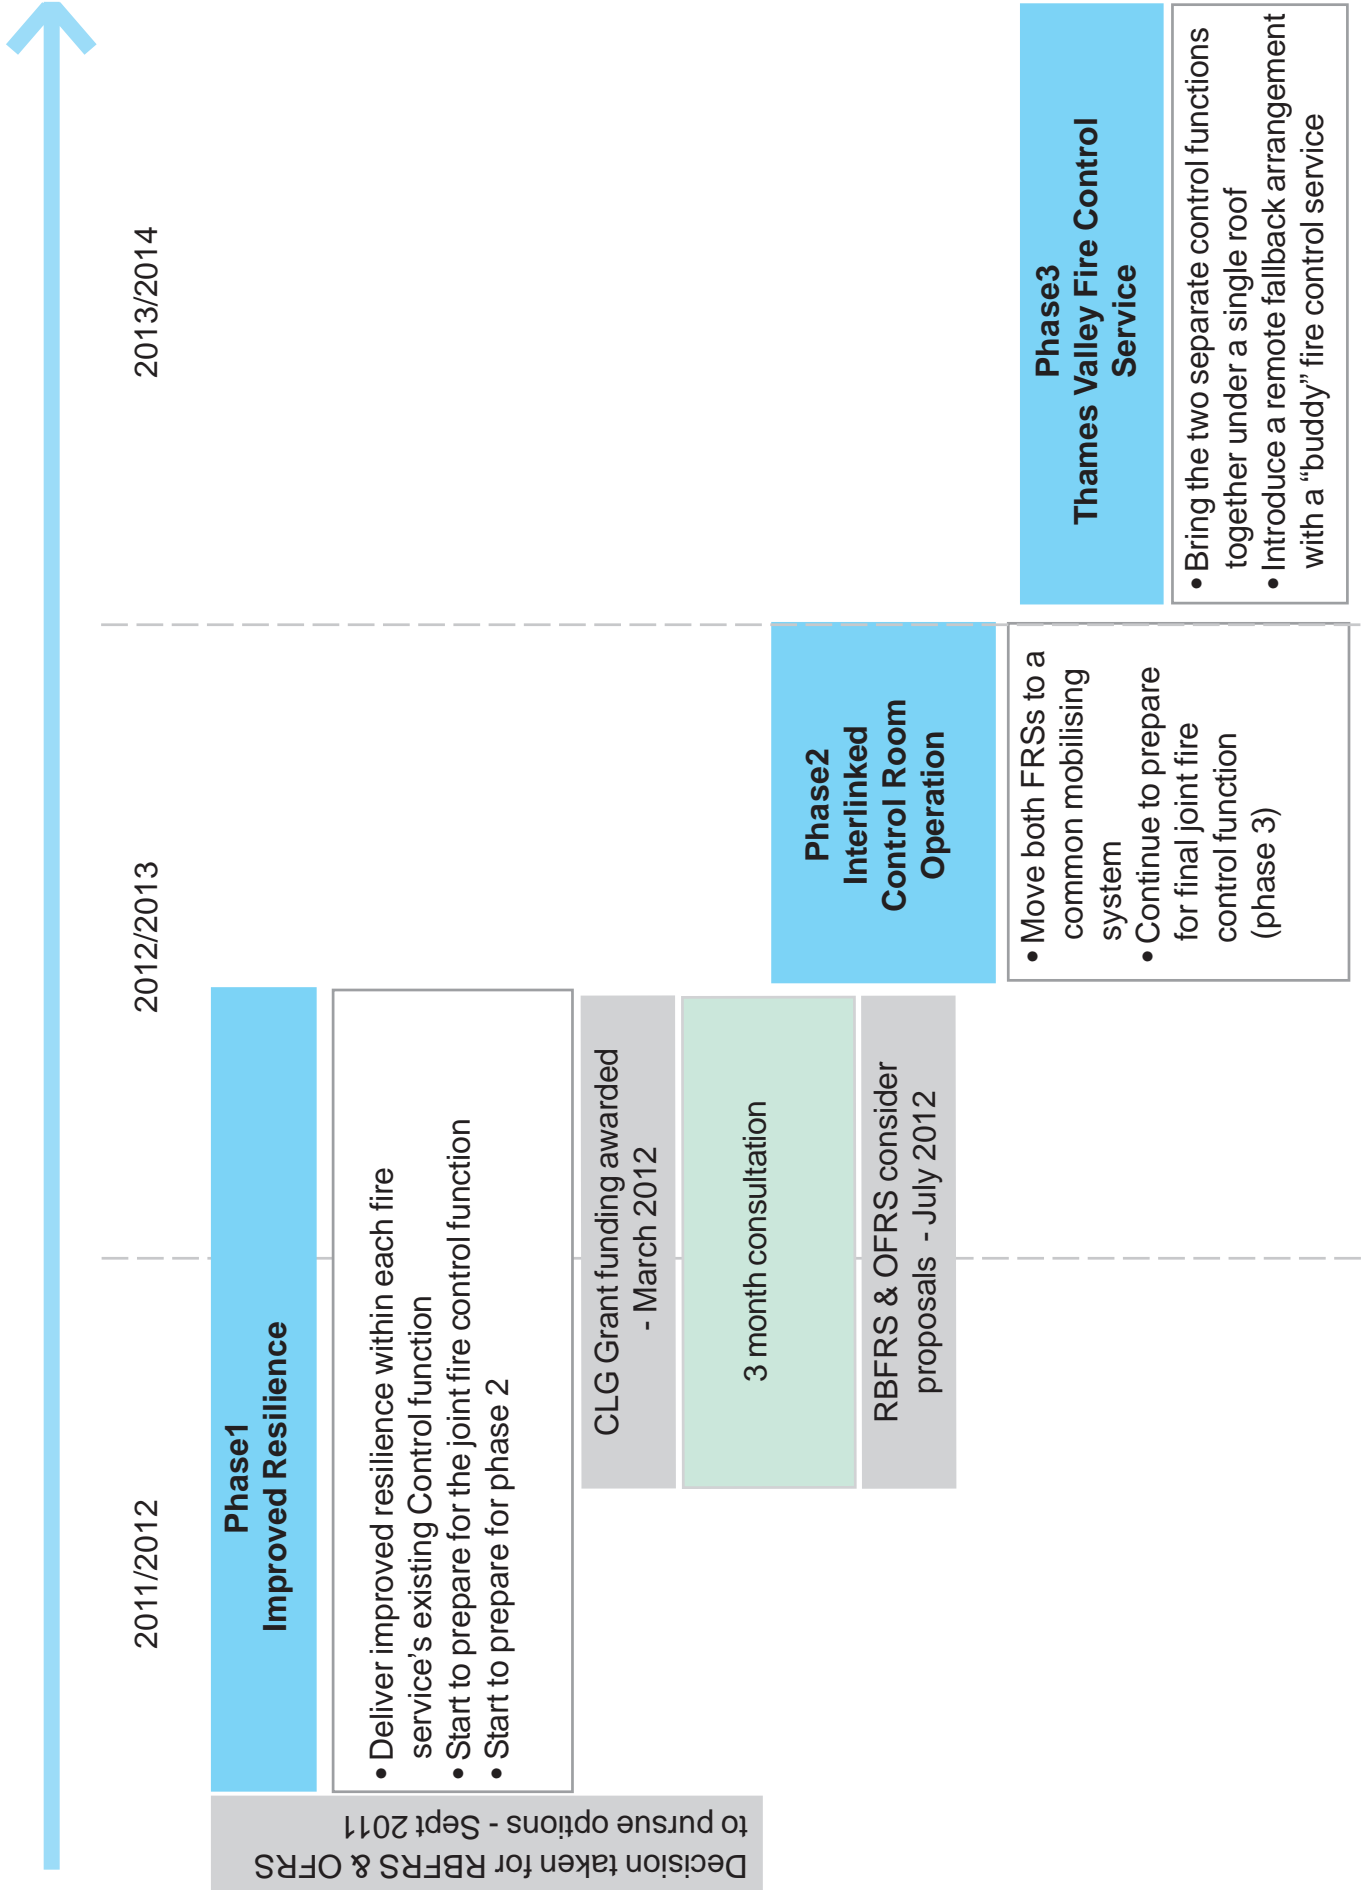 2011/2012
2012/2013
2013/2014
Decision taken for RBFRS & OFRS
to pursue options - Sept 2011
Phase1
Improved Resilience
• Deliver improved resilience within each fire
service's existing Control function
• Start to prepare for the joint fire control function
• Start to prepare for phase 2
CLG Grant funding awarded
- March 2012
3 month consultation
RBFRS & OFRS consider
proposals - July 2012
Phase2
Interlinked
Control Room
Operation
• Move both FRSs to a
common mobilising
system
• Continue to prepare
for final joint fire
control function
(phase 3)
Phase3
Thames Valley Fire Control
Service
• Bring the two separate control functions
together under a single roof
• Introduce a remote fallback arrangement
with a “buddy” fire control service